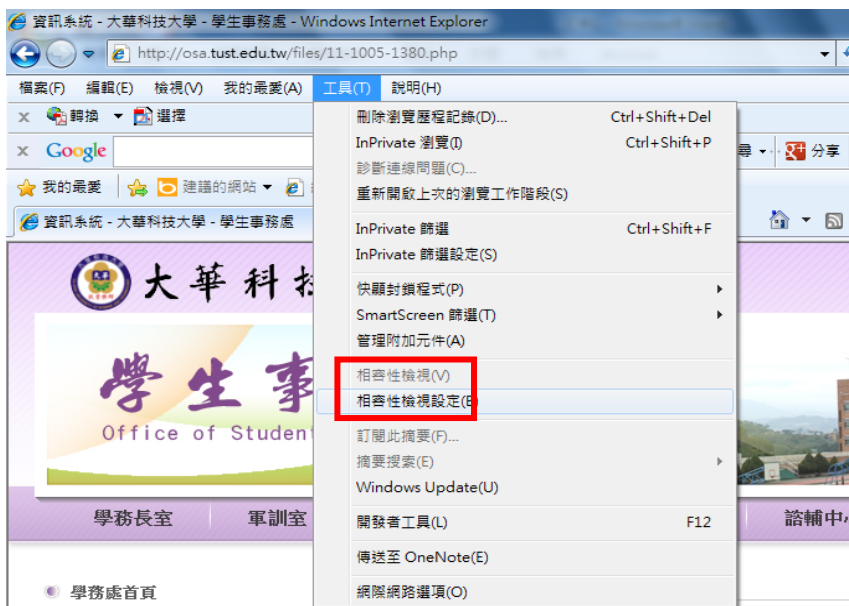 資訊系統 - 大華科技大學 - 學生事務處 - Windows Internet Explorer
http://osa.tust.edu.tw/files/11-1005-1380.php
檔案(F) 編輯(E) 檢視(V) 我的最愛(A) 工具(T) 說明(H)
x 轉換 ▼ 選擇
x Google
尋 分享
我的最愛 建議的網站 ▼
資訊系統 - 大華科技大學 - 學生事務處
刪除瀏覽歷程記錄(D)... Ctrl+Shift+Del
InPrivate 瀏覽(I) Ctrl+Shift+P
診斷連線問題(C)...
重新開啟上次的瀏覽工作階段(S)
InPrivate 篩選 Ctrl+Shift+F
InPrivate 篩選設定(S)
快顯封鎖程式(P)
SmartScreen 篩選(T)
管理附加元件(A)
相容性檢視(V)
相容性檢視設定(B
訂閱此摘要(F)...
摘要搜索(E)
Windows Update(U)
開發者工具(L) F12
傳送至 OneNote(E)
網際網路選項(O)
大華科技
學生事
Office of Student
學務長室 軍訓室 諮輔中心
學務處首頁